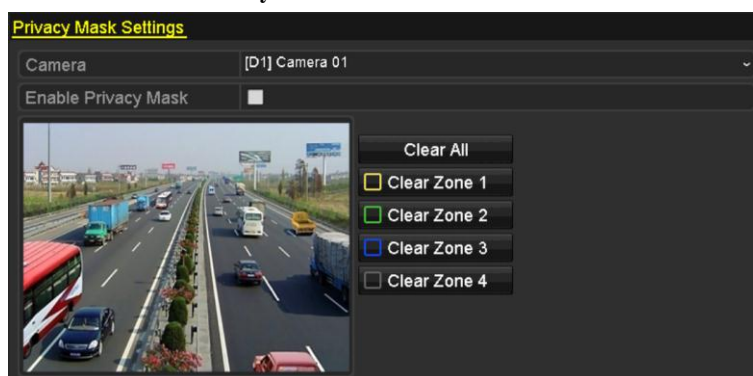 Privacy Mask Settings
Camera [D1] Camera 01
Enable Privacy Mask
Clear All
Clear Zone 1
Clear Zone 2
Clear Zone 3
Clear Zone 4